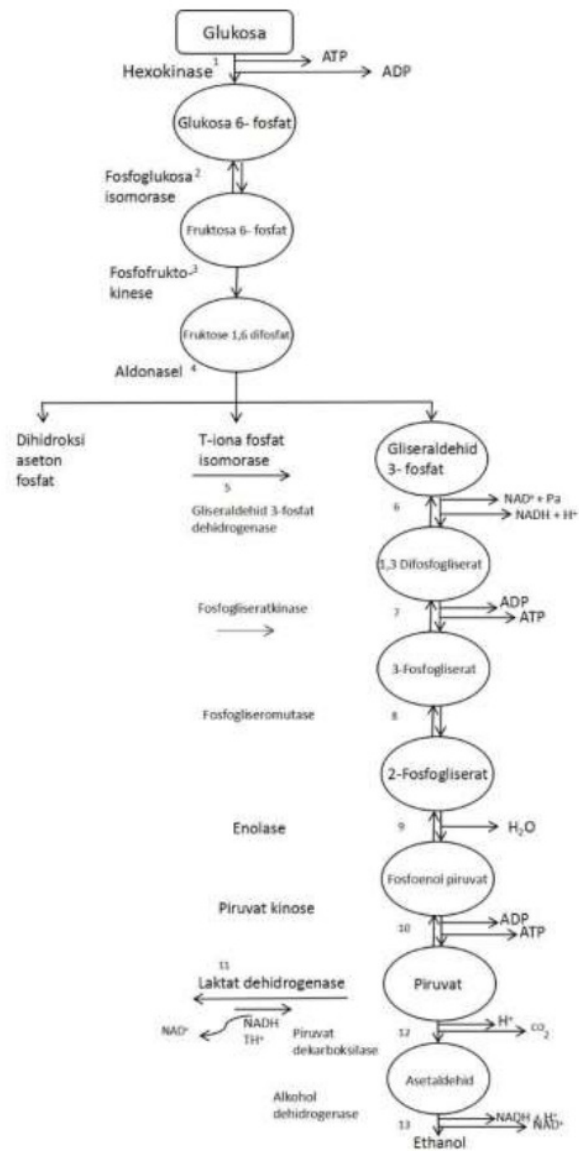 Glukosa
ATP
Hexokinase 1
ADP
Glukosa 6- fosfat
Fosfoglukosa 2
isomorase
Fruktosa 6- fosfat
Fosfofrukto- 3
kinese
Fruktose 1,6 difosfat
Aldonasel 4
Dihidroksi
aseton
fosfat
T-iona fosfat
isomorase
5
Gliseraldehid 3-fosfat
dehidrogenase
Gliseraldehid
3- fosfat
6
NAD⁺ + Pa
NADH + H⁺
1,3 Difosfogliserat
Fosfogliseratkinase
7
ADP
ATP
3-Fosfogliserat
Fosfogliseromutase
8
2-Fosfogliserat
Enolase
9
H₂O
Fosfoenol piruvat
Piruvat kinose
10
ADP
ATP
11
Laktat dehidrogenase
Piruvat
NAD⁺
NADH
TH⁺
Piruvat
dekarboksilase
12
H⁺
CO₂
Asetaldehid
Alkohol
dehidrogenase
13
NADH + H⁺
NAD⁺
Ethanol